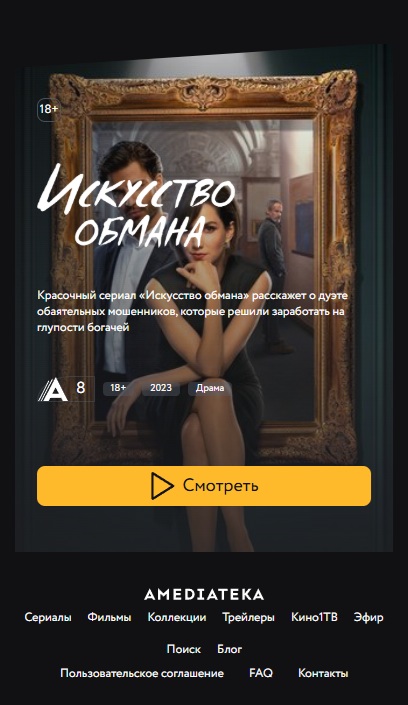 18+
Искусство
обмана
Красочный сериал «Искусство обмана» расскажет о дуэте
обаятельных мошенников, которые решили заработать на
глупости богачей
A 8 18+ 2023 Драма
Смотреть
AMEDIATEKA
Сериалы Фильмы Коллекции Трейлеры Кино1ТВ Эфир
Поиск Блог
Пользовательское соглашение FAQ Контакты